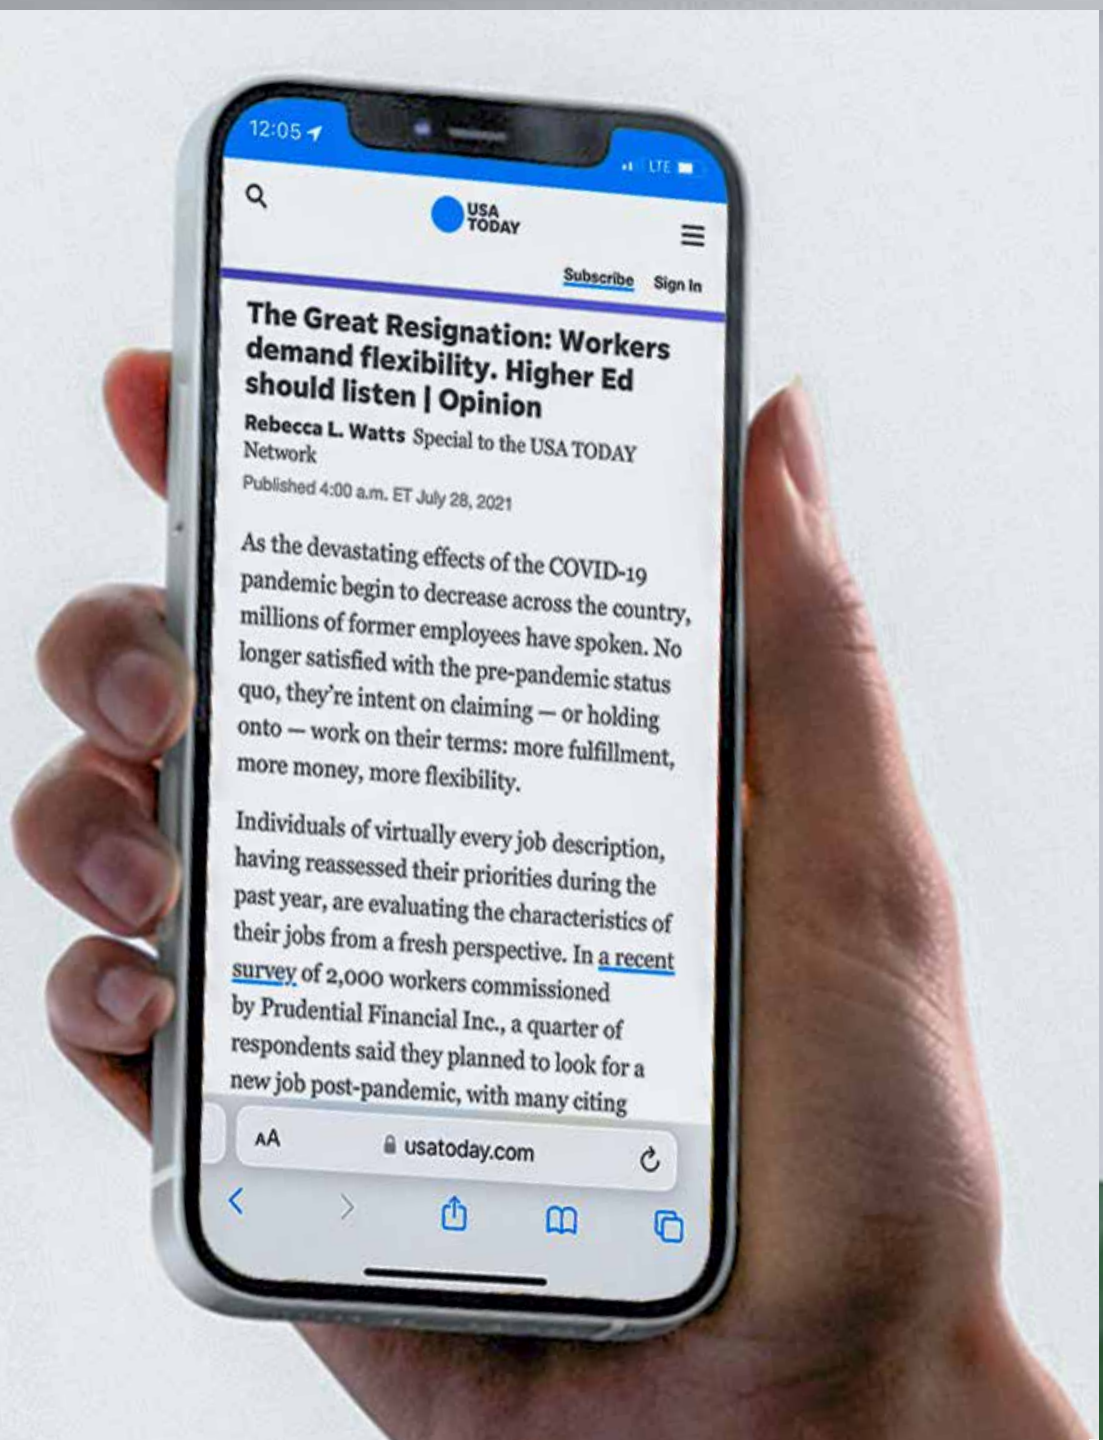 12:05
LTE
USA
TODAY
Subscribe Sign In
The Great Resignation: Workers
demand flexibility. Higher Ed
should listen | Opinion
Rebecca L. Watts Special to the USA TODAY
Network
Published 4:00 a.m. ET July 28, 2021
As the devastating effects of the COVID-19
pandemic begin to decrease across the country,
millions of former employees have spoken. No
longer satisfied with the pre-pandemic status
quo, they’re intent on claiming — or holding
onto — work on their terms: more fulfillment,
more money, more flexibility.
Individuals of virtually every job description,
having reassessed their priorities during the
past year, are evaluating the characteristics of
their jobs from a fresh perspective. In a recent
survey of 2,000 workers commissioned
by Prudential Financial Inc., a quarter of
respondents said they planned to look for a
new job post-pandemic, with many citing
AA usatoday.com